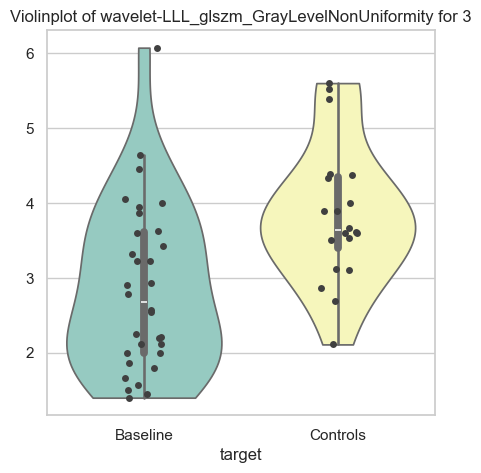 Violinplot of wavelet-LLL_glszm_GrayLevelNonUniformity for 3
6
5
4
3
2
Baseline
Controls
target